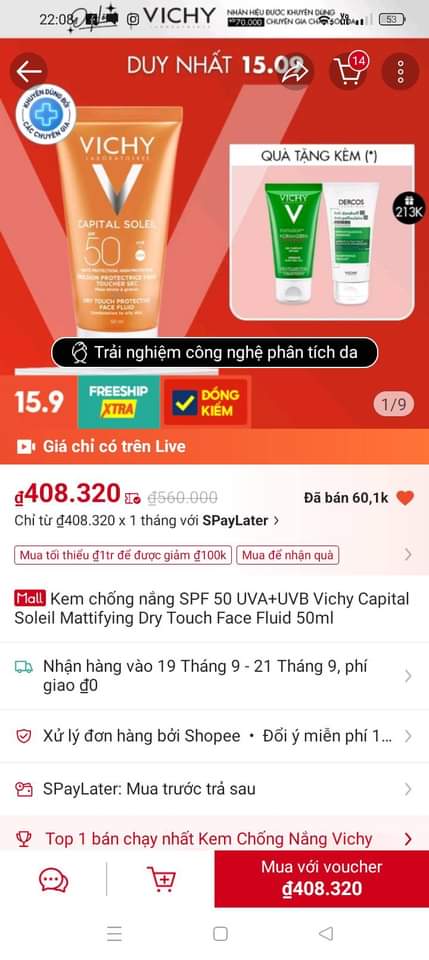 22:08
VICHY
LABORATOIRES
NHÂN HIỆU ĐƯỢC KHUYÊN DÙNG
CHUYÊN GIA
53
DUY NHẤT 15.09
14
KHUYÊN DÙNG BỞI
CÁC CHUYÊN GIA
VICHY
LABORATOIRES
CAPITAL SOLEIL
SPF
50
DRY TOUCH PROTECTIVE
FACE FLUID
QUÀ TẶNG KÈM (*)
VICHY
DERCOS
VICHY
213K
Trải nghiệm công nghệ phân tích da
15.9
FREESHIP
XTRA
ĐỒNG
KIỂM
1/9
Giá chỉ có trên Live
₫408.320 ₫560.000 Đã bán 60,1k
Chỉ từ ₫408.320 x 1 tháng với SPayLater
Mua tối thiểu ₫1tr để được giảm ₫100k Mua để nhận quà
Mall Kem chống nắng SPF 50 UVA+UVB Vichy Capital
Soleil Mattifying Dry Touch Face Fluid 50ml
Nhận hàng vào 19 Tháng 9 - 21 Tháng 9, phí
giao ₫0
Xử lý đơn hàng bởi Shopee • Đổi ý miễn phí 1...
SPayLater: Mua trước trả sau
Top 1 bán chạy nhất Kem Chống Nắng Vichy
Mua với voucher
₫408.320